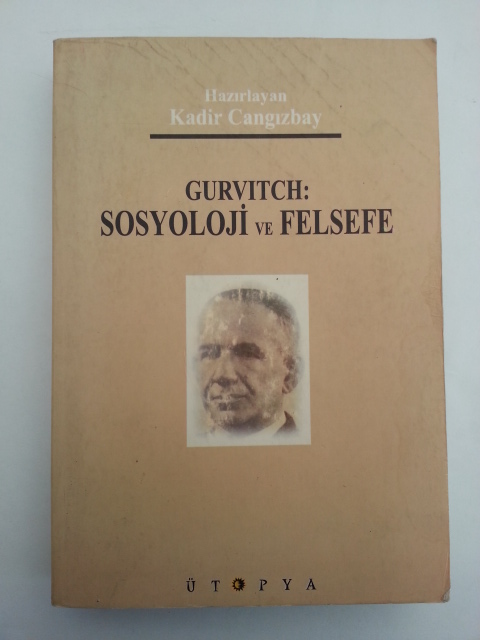 Hazırlayan
Kadir Cangızbay
GURVITCH:
SOSYOLOJİ VE FELSEFE
ÜTOPYA